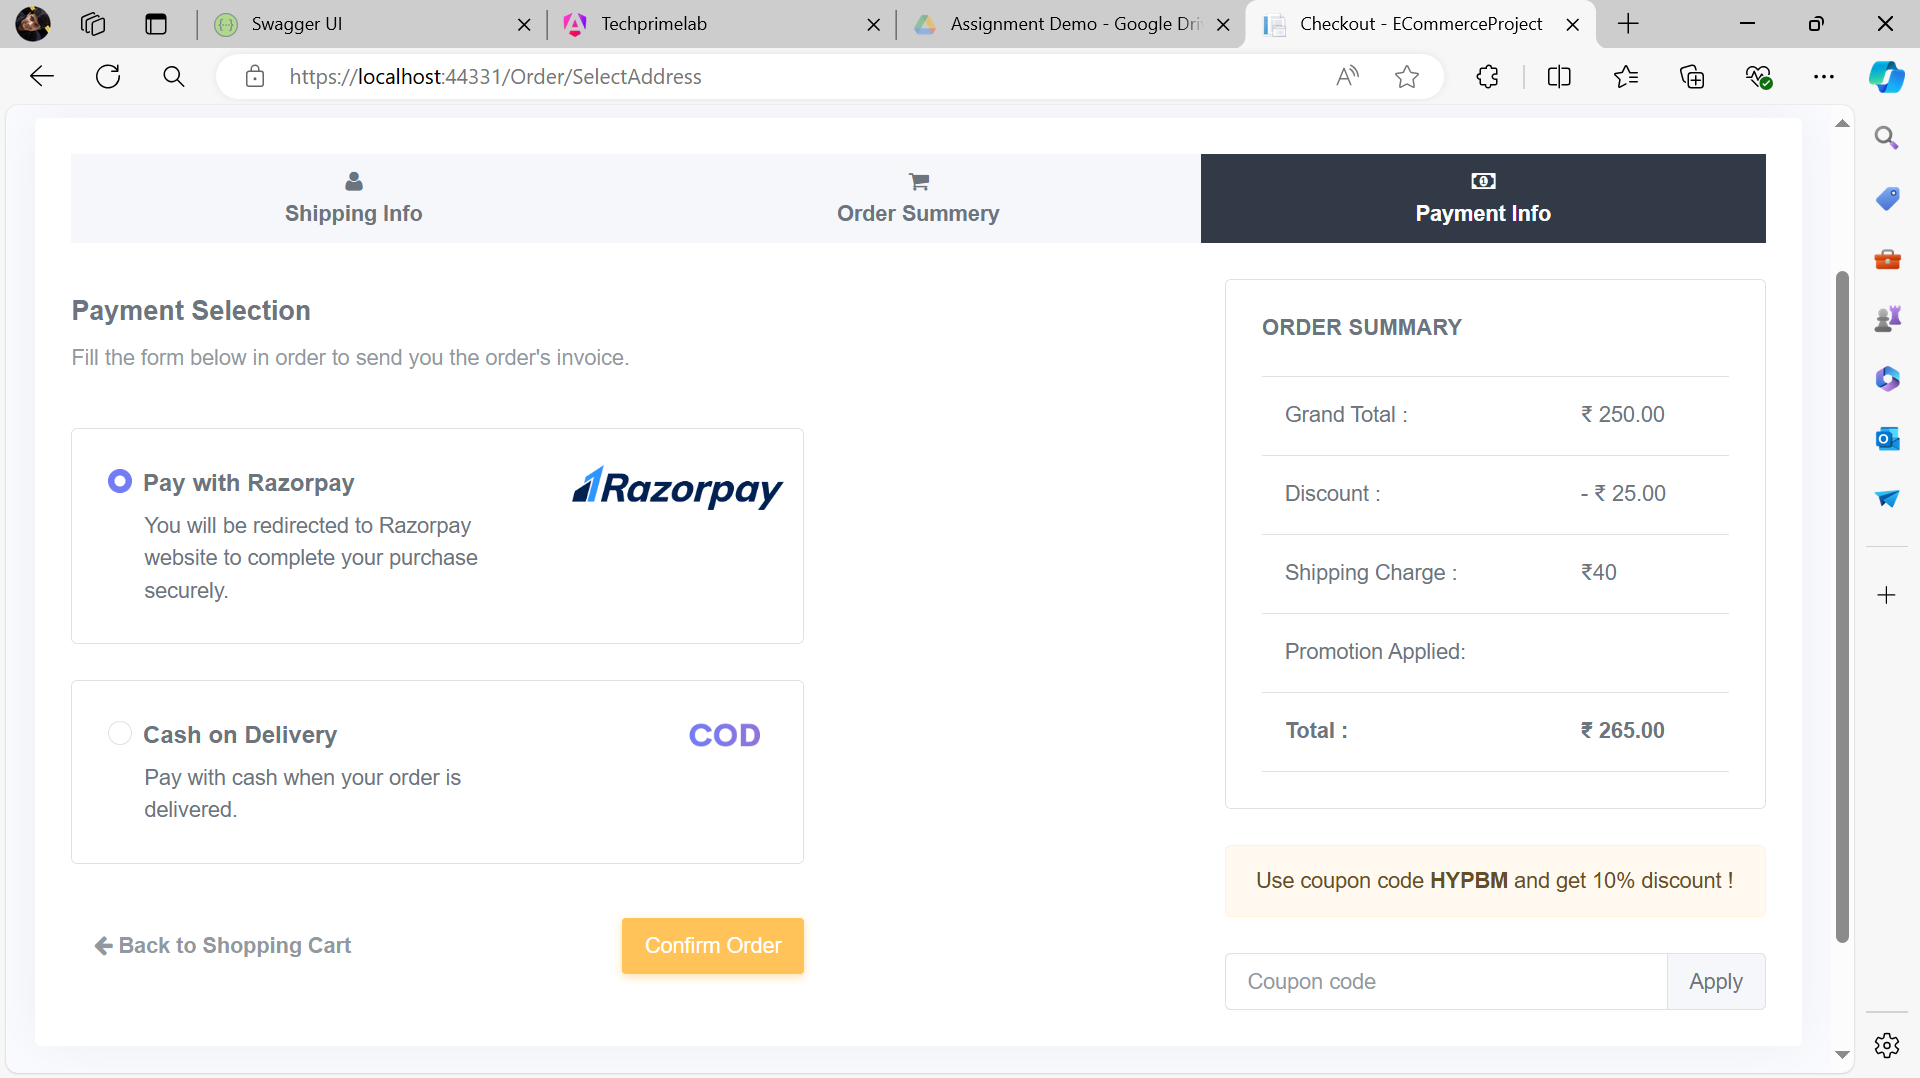 Swagger UI
Techprimelab
Assignment Demo - Google Dri
Checkout - ECommerceProject
https://localhost:44331/Order/SelectAddress
Shipping Info
Order Summery
Payment Info
Payment Selection
Fill the form below in order to send you the order's invoice.
Pay with Razorpay
Razorpay
You will be redirected to Razorpay
website to complete your purchase
securely.
Cash on Delivery
COD
Pay with cash when your order is
delivered.
Back to Shopping Cart
Confirm Order
ORDER SUMMARY
Grand Total : ₹ 250.00
Discount : - ₹ 25.00
Shipping Charge : ₹40
Promotion Applied:
Total : ₹ 265.00
Use coupon code HYPBM and get 10% discount !
Coupon code
Apply